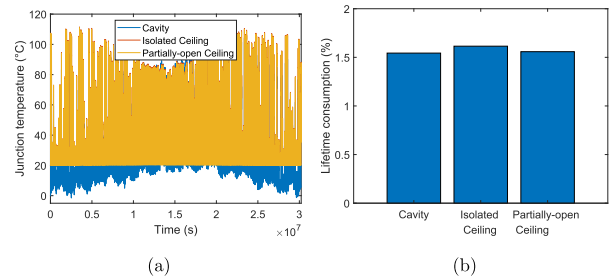 120
100
80
60
40
20
0
Junction temperature (°C)
Cavity
Isolated Ceiling
Partially-open Ceiling
0 0.5 1 1.5 2 2.5 3
Time (s)
×10⁷
(a)
2
1.5
1
0.5
0
Lifetime consumption (%)
Cavity Isolated Partially-open
Ceiling Ceiling
(b)